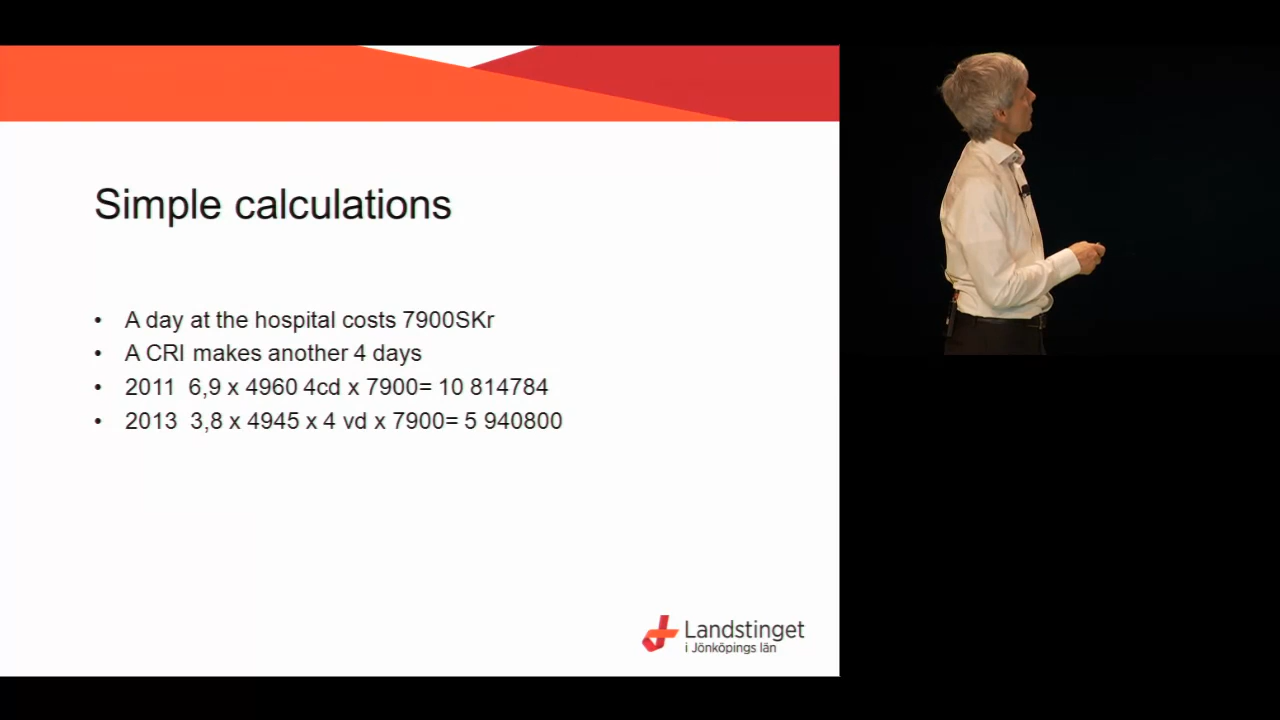 Simple calculations
• A day at the hospital costs 7900SKr
• A CRI makes another 4 days
• 2011 6,9 x 4960 4cd x 7900= 10 814784
• 2013 3,8 x 4945 x 4 vd x 7900= 5 940800
Landstinget
i Jönköpings län